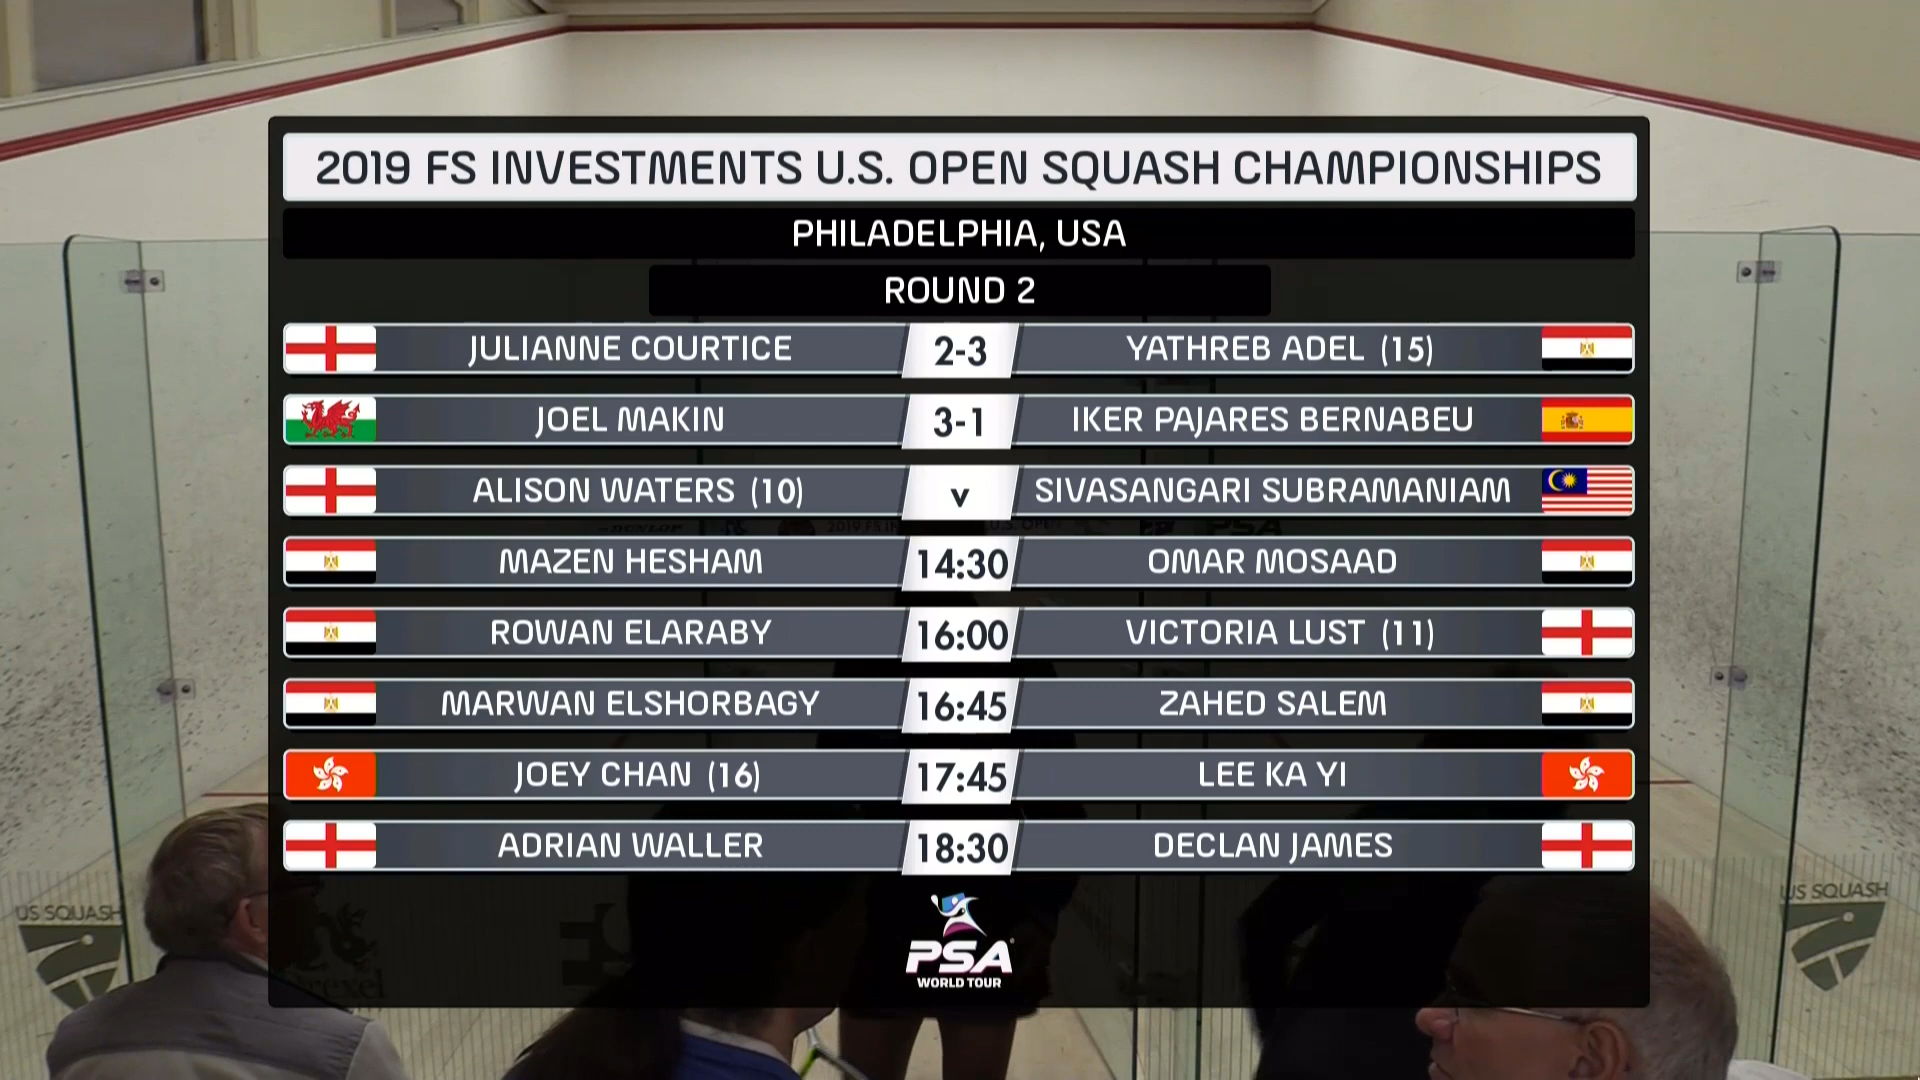 2019 FS INVESTMENTS U.S. OPEN SQUASH CHAMPIONSHIPS
PHILADELPHIA, USA
ROUND 2
JULIANNE COURTICE 2-3 YATHREB ADEL (15)
JOEL MAKIN 3-1 IKER PAJARES BERNABEU
ALISON WATERS (10) v SIVASANGARI SUBRAMANIAM
MAZEN HESHAM 14:30 OMAR MOSAAD
ROWAN ELARABY 16:00 VICTORIA LUST (11)
MARWAN ELSHORBAGY 16:45 ZAHED SALEM
JOEY CHAN (16) 17:45 LEE KA YI
ADRIAN WALLER 18:30 DECLAN JAMES
PSA
WORLD TOUR
US SQUASH
US SQUASH